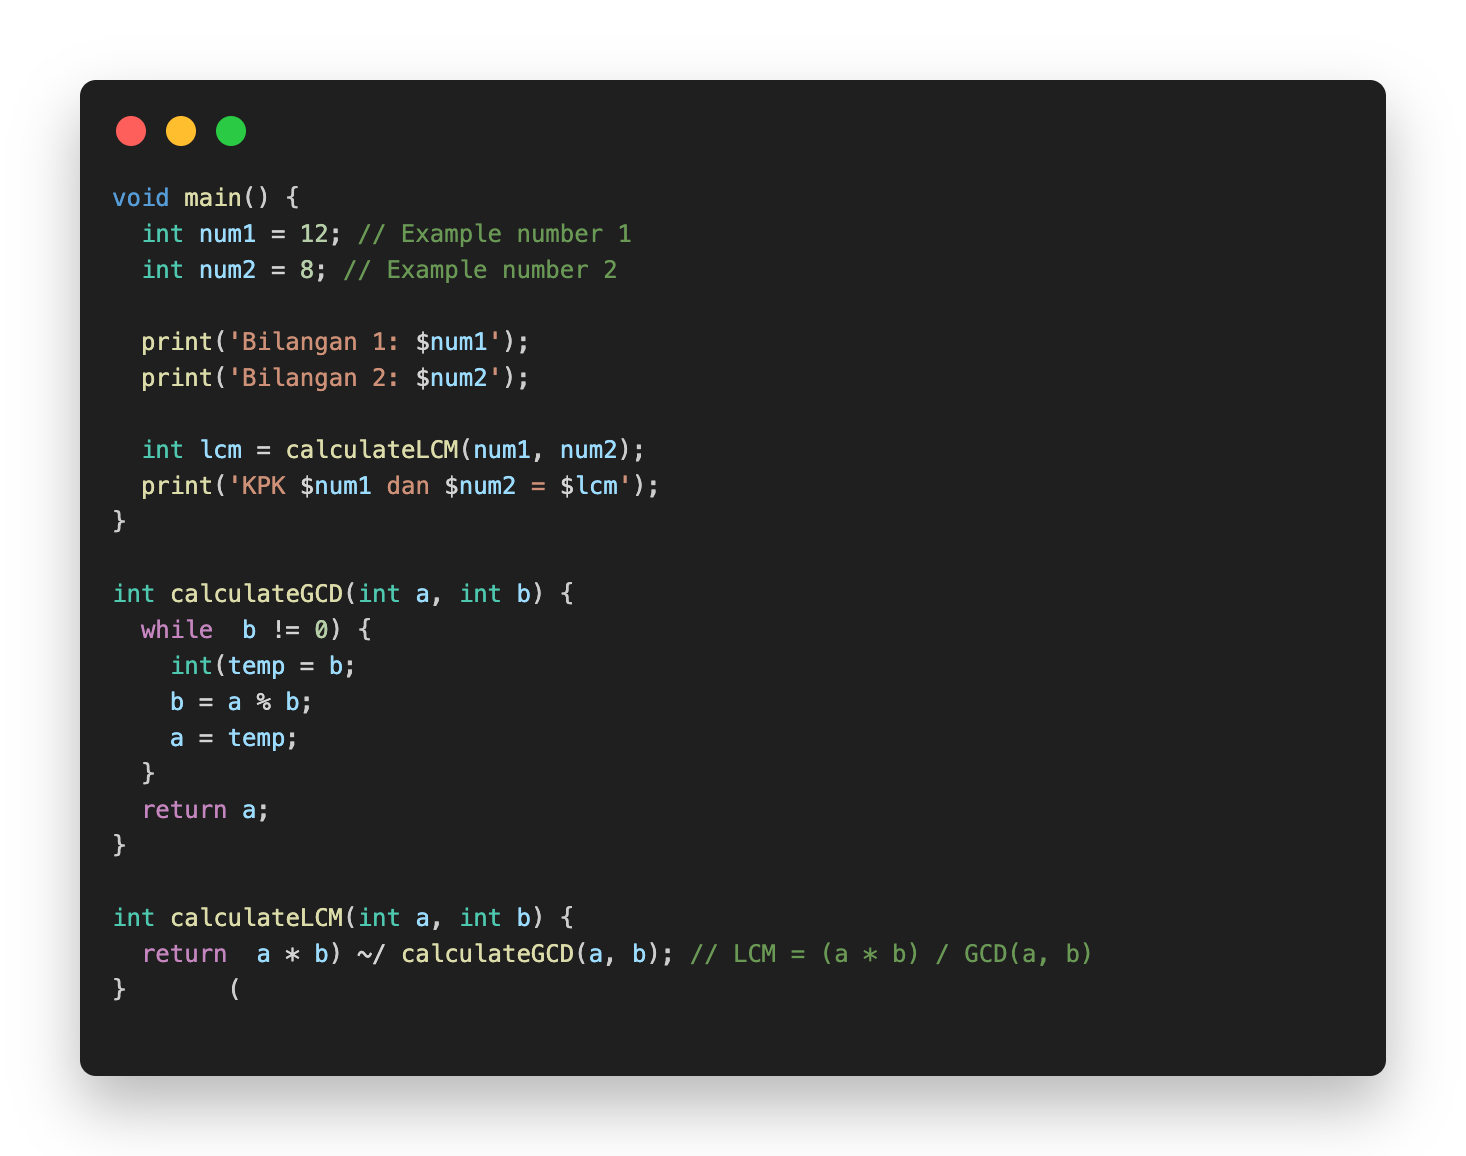 void main() {
  int num1 = 12; // Example number 1
  int num2 = 8; // Example number 2

  print('Bilangan 1: $num1');
  print('Bilangan 2: $num2');

  int lcm = calculateLCM(num1, num2);
  print('KPK $num1 dan $num2 = $lcm');
}

int calculateGCD(int a, int b) {
  while  b != 0) {
    int(temp = b;
    b = a % b;
    a = temp;
  }
  return a;
}

int calculateLCM(int a, int b) {
  return  a * b) ~/ calculateGCD(a, b); // LCM = (a * b) / GCD(a, b)
}       (